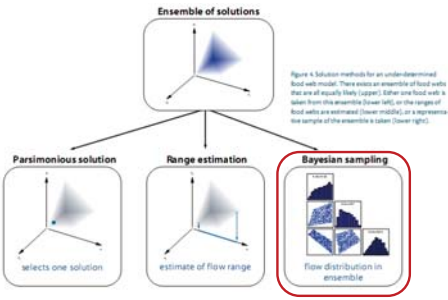 Ensemble of solutions
Figure 4. Solution methods for an under-determined
food web model. There exists an ensemble of food webs
that are all equally likely (upper). Either one food web is
taken from this ensemble (lower left), or the ranges of
food webs are estimated (lower middle), or a representa-
tive sample of the ensemble is taken (lower right).
Parsimonious solution
Range estimation
Bayesian sampling
selects one solution
estimate of flow range
flow distribution in
ensemble